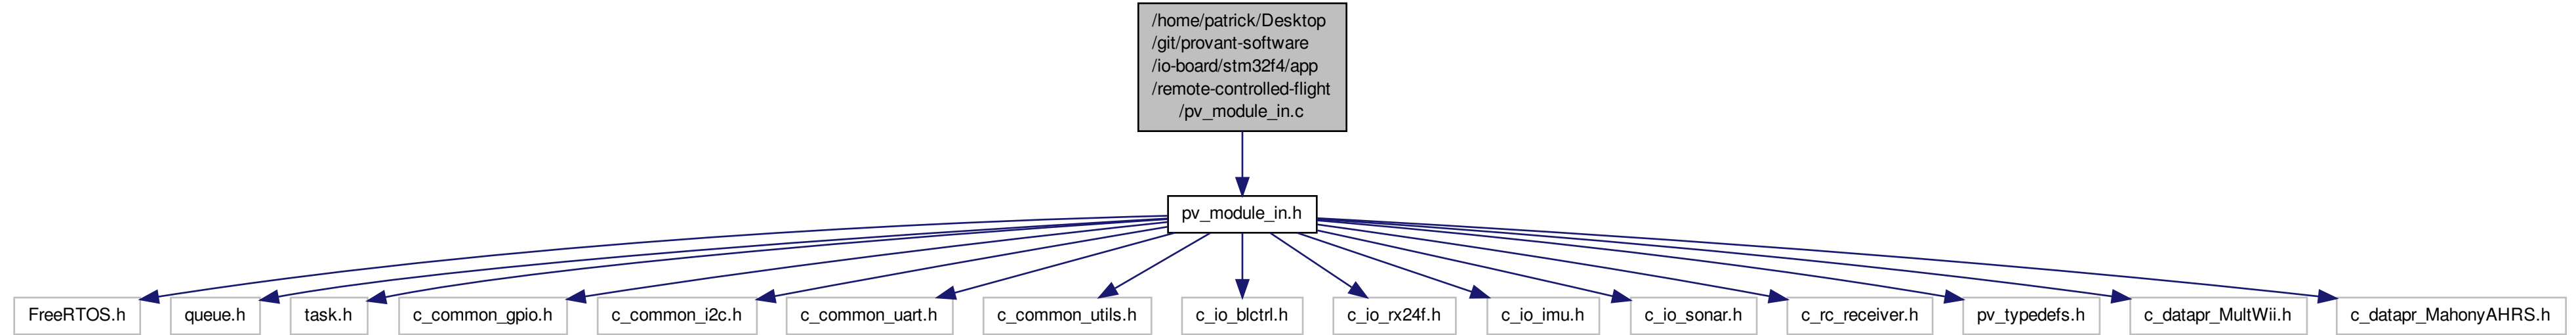 /home/patrick/Desktop
/git/provant-software
/io-board/stm32f4/app
/remote-controlled-flight
/pv_module_in.c
pv_module_in.h
FreeRTOS.h
queue.h
task.h
c_common_gpio.h
c_common_i2c.h
c_common_uart.h
c_common_utils.h
c_io_blctrl.h
c_io_rx24f.h
c_io_imu.h
c_io_sonar.h
c_rc_receiver.h
pv_typedefs.h
c_datapr_MultWii.h
c_datapr_MahonyAHRS.h